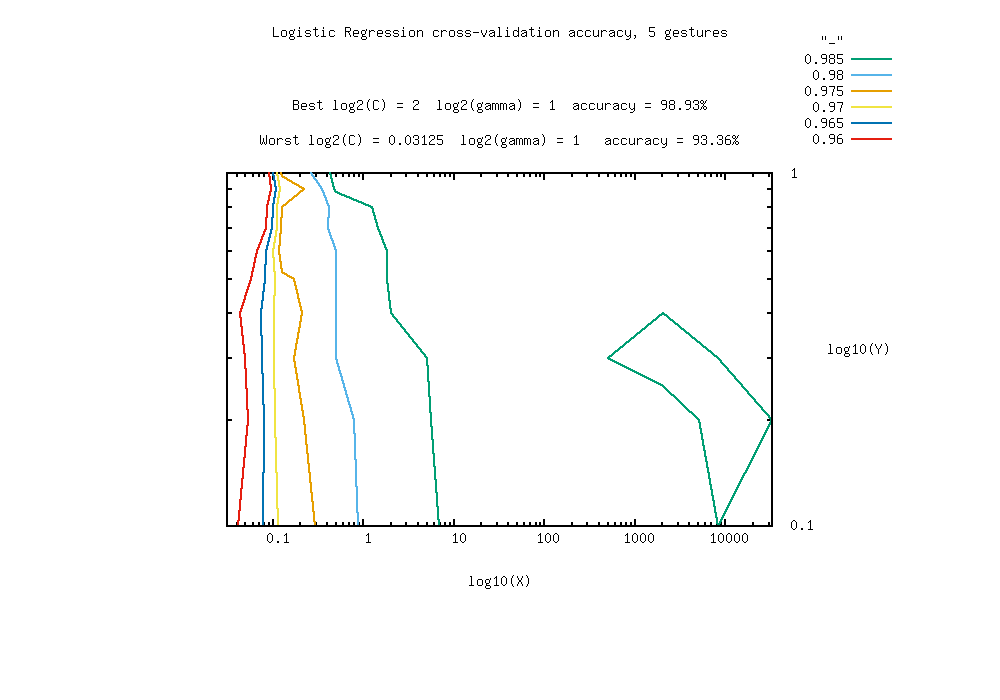 Logistic Regression cross-validation accuracy, 5 gestures
"_"
0.985
0.98
0.975
0.97
0.965
0.96
Best log2(C) = 2  log2(gamma) = 1  accuracy = 98.93%
Worst log2(C) = 0.03125  log2(gamma) = 1   accuracy = 93.36%
1
log10(Y)
0.1
0.1 1 10 100 1000 10000
log10(X)